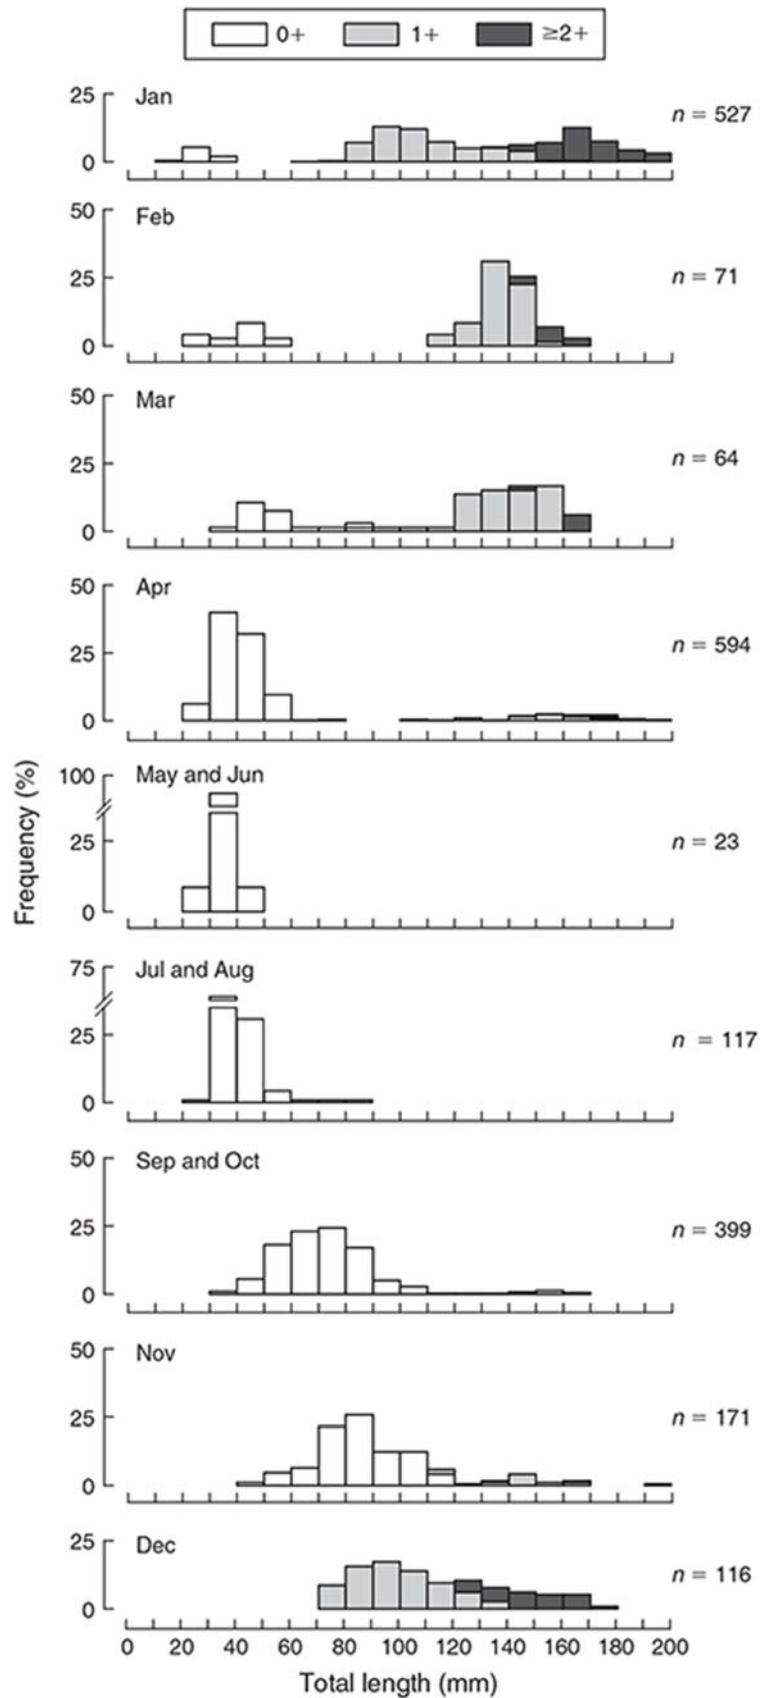 0+ 1+ ≥2+
25 Jan n = 527
0
50 Feb
25 n = 71
0
50 Mar
25 n = 64
0
50 Apr
25 n = 594
0
100 May and Jun
25 n = 23
0
75 Jul and Aug
25 n = 117
0
50 Sep and Oct
25 n = 399
0
50 Nov
25 n = 171
0
25 Dec n = 116
0
Frequency (%)
0 20 40 60 80 100 120 140 160 180 200
Total length (mm)